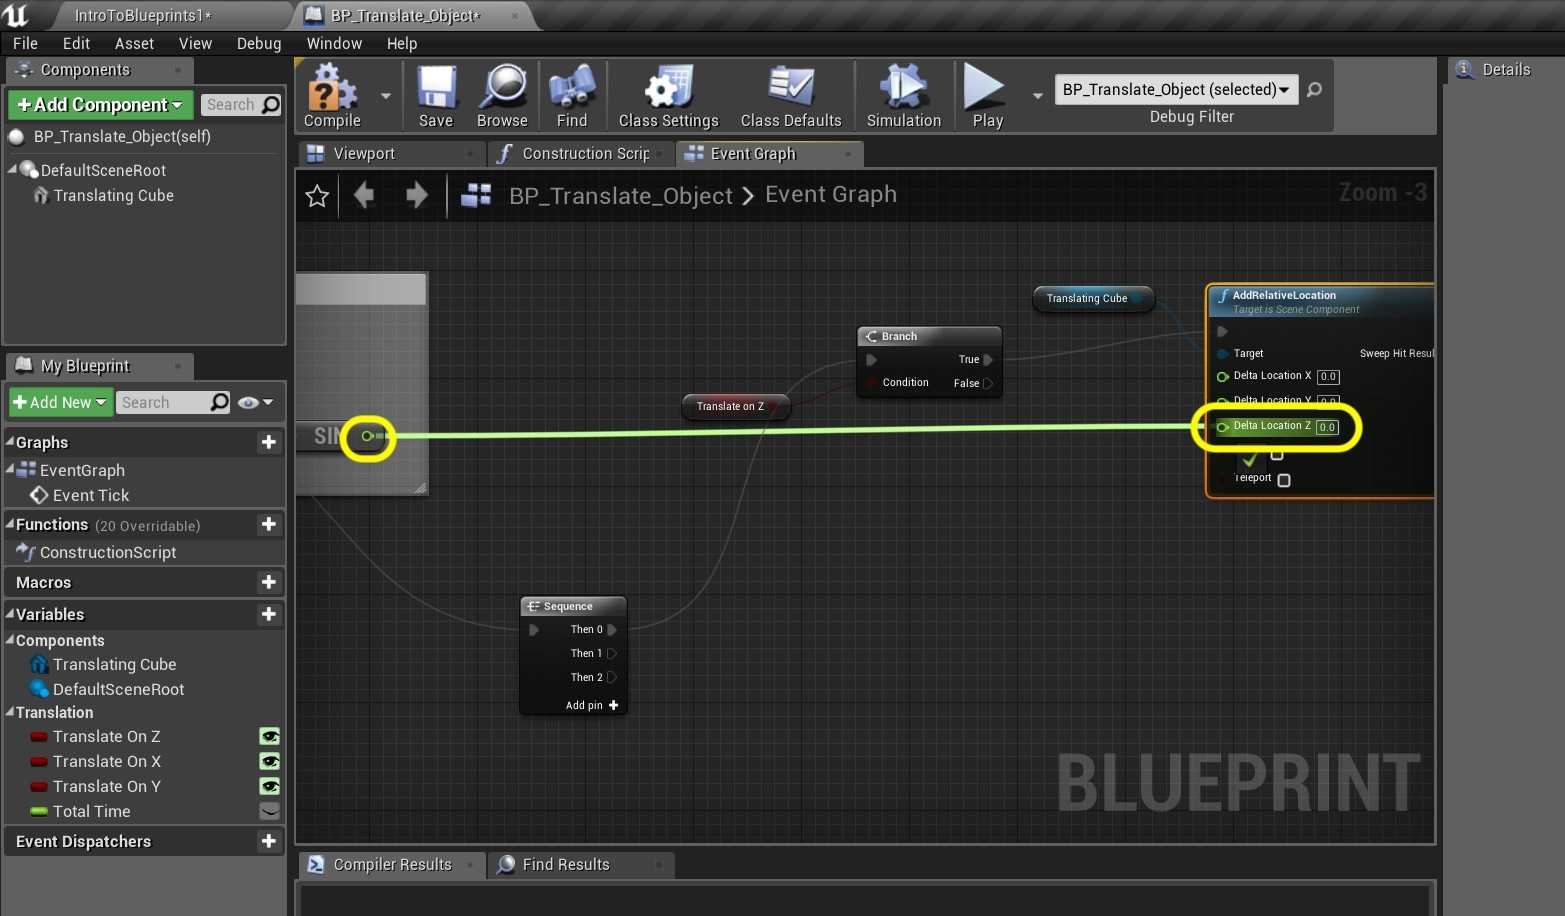 IntroToBlueprints1*
BP_Translate_Object*
File Edit Asset View Debug Window Help
Components
Add Component
Search
BP_Translate_Object(self)
DefaultSceneRoot
Translating Cube
Compile
Save
Browse
Find
Class Settings
Class Defaults
Simulation
Play
BP_Translate_Object (selected)
Debug Filter
Details
Viewport
Construction Scrip
Event Graph
BP_Translate_Object > Event Graph
Zoom -3
Translating Cube
AddRelativeLocation
Target is Scene Component
Target
Sweep Hit Resul
Delta Location X 0.0
Delta Location Y 0.0
Delta Location Z 0.0
Teleport
Branch
True
Condition
False
Translate on Z
SIN
Sequence
Then 0
Then 1
Then 2
Add pin
BLUEPRINT
My Blueprint
Add New
Search
Graphs
EventGraph
Event Tick
Functions (20 Overridable)
ConstructionScript
Macros
Variables
Components
Translating Cube
DefaultSceneRoot
Translation
Translate On Z
Translate On X
Translate On Y
Total Time
Event Dispatchers
Compiler Results
Find Results